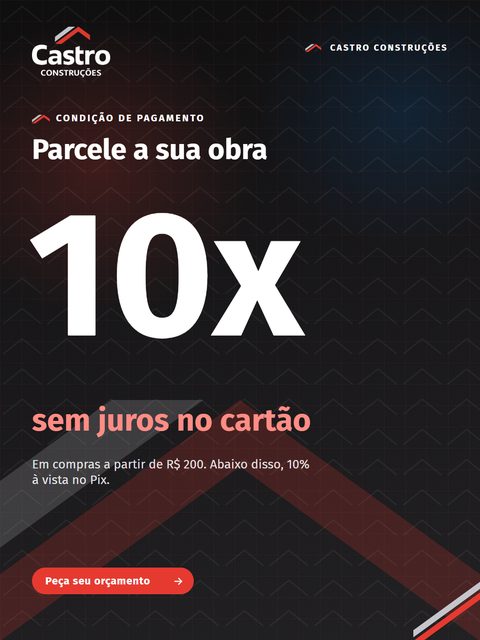 Castro
CONSTRUÇÕES
CASTRO CONSTRUÇÕES
CONDIÇÃO DE PAGAMENTO
Parcele a sua obra
10x
sem juros no cartão
Em compras a partir de R$ 200. Abaixo disso, 10%
à vista no Pix.
Peça seu orçamento →